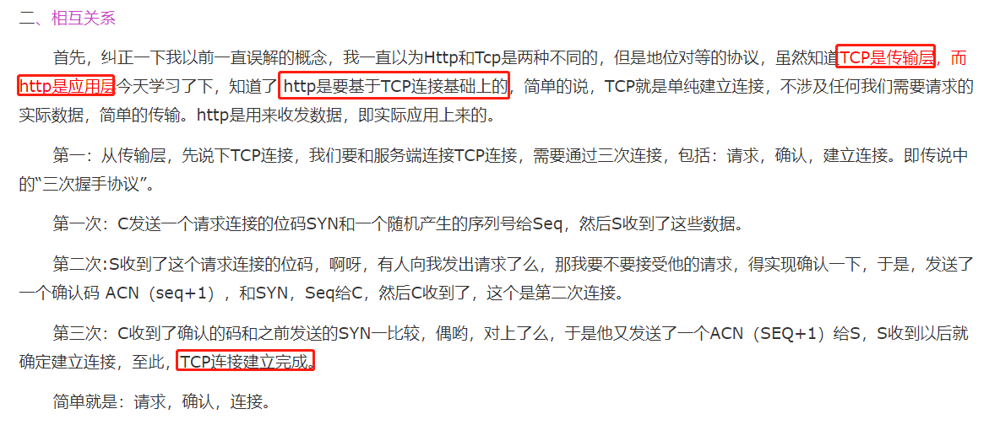 二、相互关系
首先，纠正一下我以前一直误解的概念，我一直以为Http和Tcp是两种不同的，但是地位对等的协议，虽然知道TCP是传输层，而
http是应用层今天学习了下，知道了 http是要基于TCP连接基础上的，简单的说，TCP就是单纯建立连接，不涉及任何我们需要请求的
实际数据，简单的传输。http是用来收发数据，即实际应用上来的。
第一：从传输层，先说下TCP连接，我们要和服务端连接TCP连接，需要通过三次连接，包括：请求，确认，建立连接。即传说中
的“三次握手协议”。
第一次：C发送一个请求连接的位码SYN和一个随机产生的序列号给Seq，然后S收到了这些数据。
第二次:S收到了这个请求连接的位码，啊呀，有人向我发出请求了么，那我要不要接受他的请求，得实现确认一下，于是，发送了
一个确认码 ACN（seq+1），和SYN，Seq给C，然后C收到了，这个是第二次连接。
第三次：C收到了确认的码和之前发送的SYN一比较，偶哟，对上了么，于是他又发送了一个ACN（SEQ+1）给S，S收到以后就
确定建立连接，至此，TCP连接建立完成。
简单就是：请求，确认，连接。